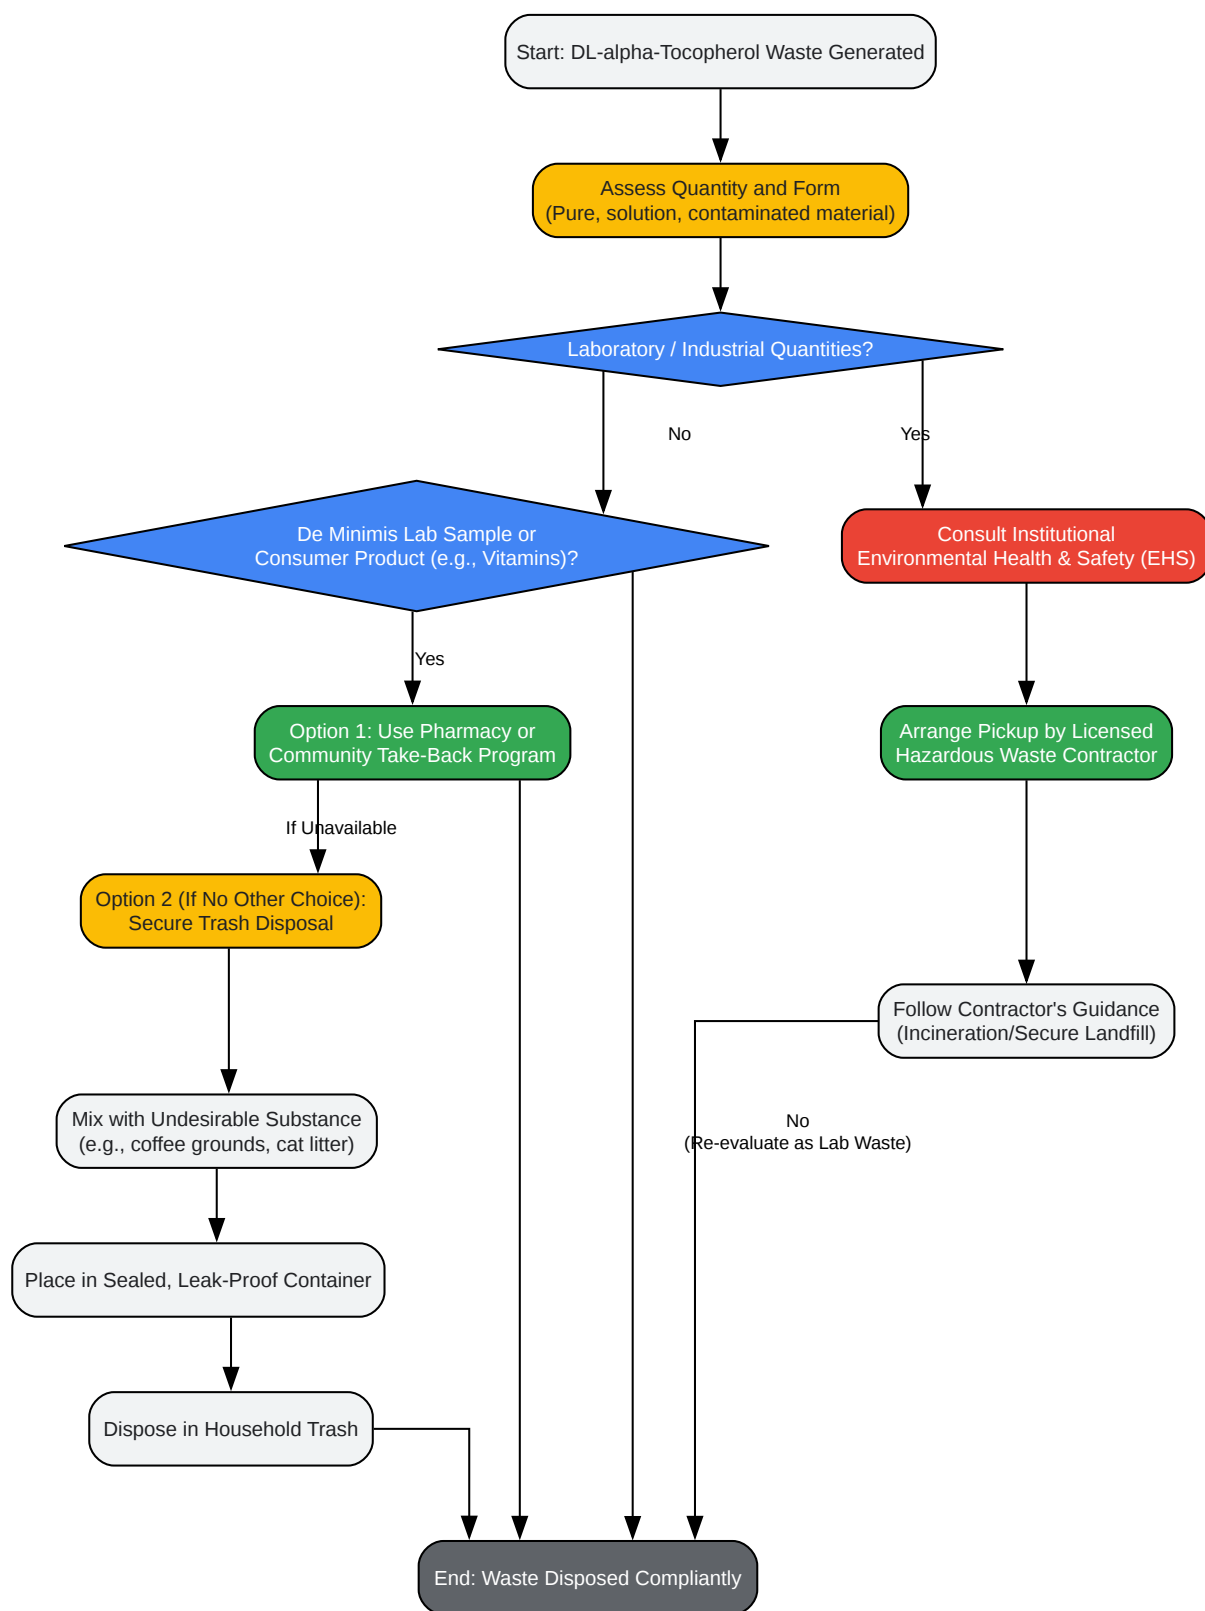 Start: DL-alpha-Tocopherol Waste Generated
Assess Quantity and Form
(Pure, solution, contaminated material)
Laboratory / Industrial Quantities?
No
Yes
De Minimis Lab Sample or
Consumer Product (e.g., Vitamins)?
Consult Institutional
Environmental Health & Safety (EHS)
Yes
Option 1: Use Pharmacy or
Community Take-Back Program
Arrange Pickup by Licensed
Hazardous Waste Contractor
If Unavailable
Option 2 (If No Other Choice):
Secure Trash Disposal
Follow Contractor's Guidance
(Incineration/Secure Landfill)
Mix with Undesirable Substance
(e.g., coffee grounds, cat litter)
No
(Re-evaluate as Lab Waste)
Place in Sealed, Leak-Proof Container
Dispose in Household Trash
End: Waste Disposed Compliantly